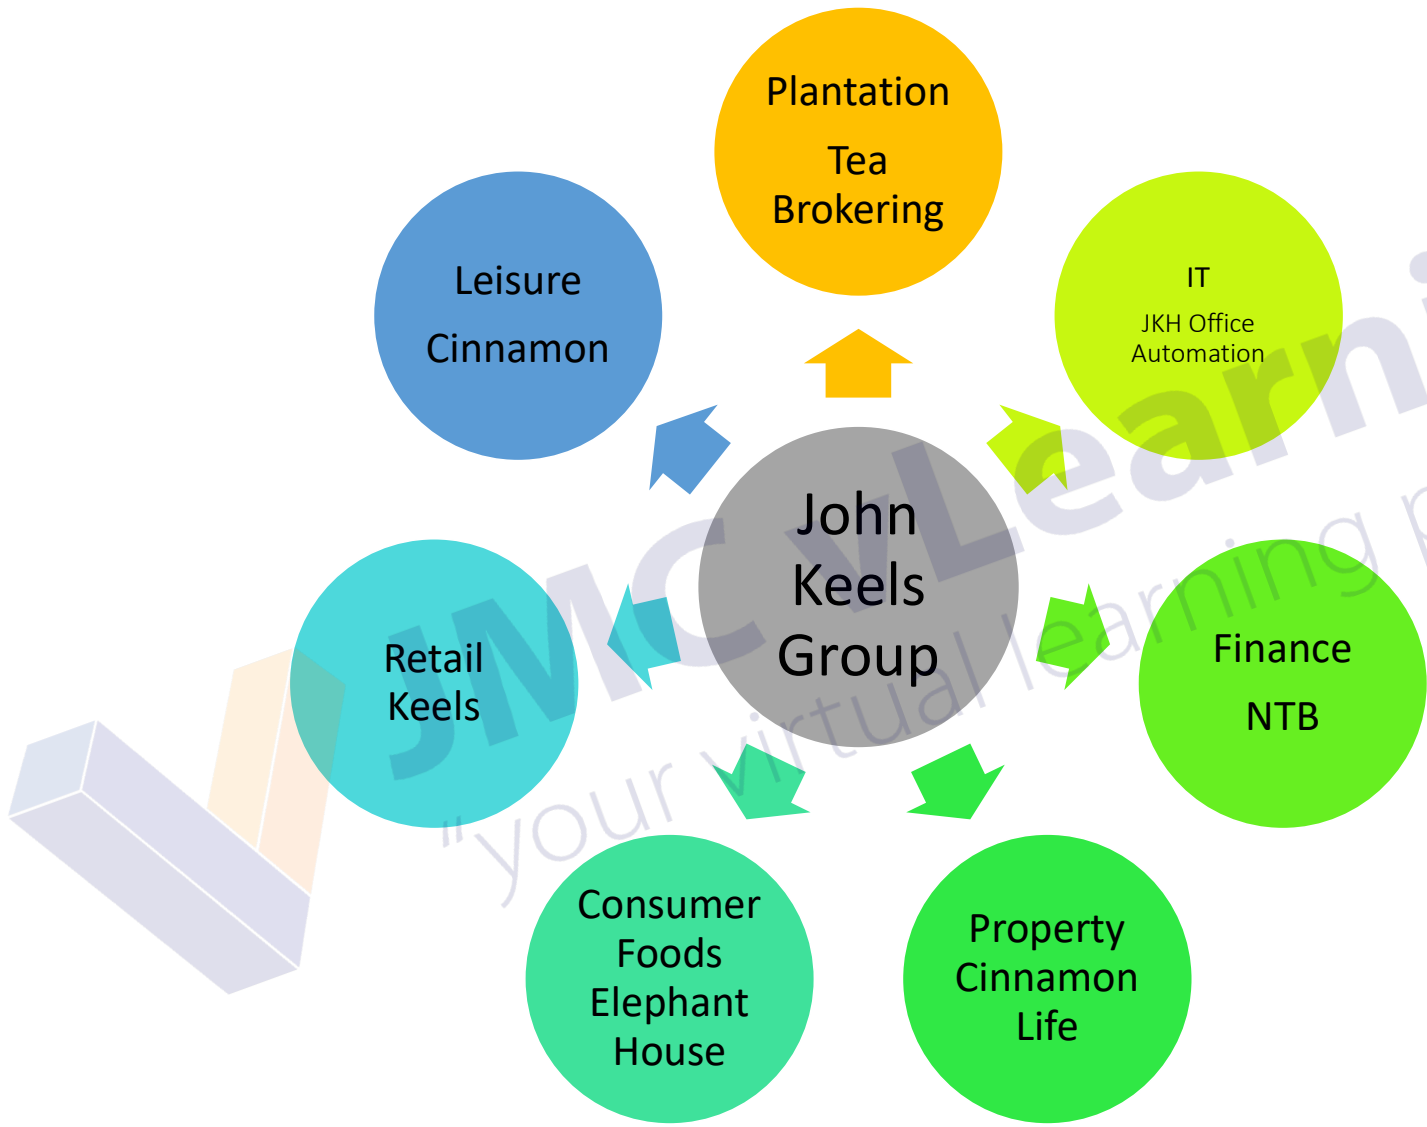 Plantation
Tea
Brokering
IT
JKH Office
Automation
Finance
NTB
Property
Cinnamon
Life
Consumer
Foods
Elephant
House
Retail
Keels
Leisure
Cinnamon
John
Keels
Group
JMC vLearni
"your virtual learning p